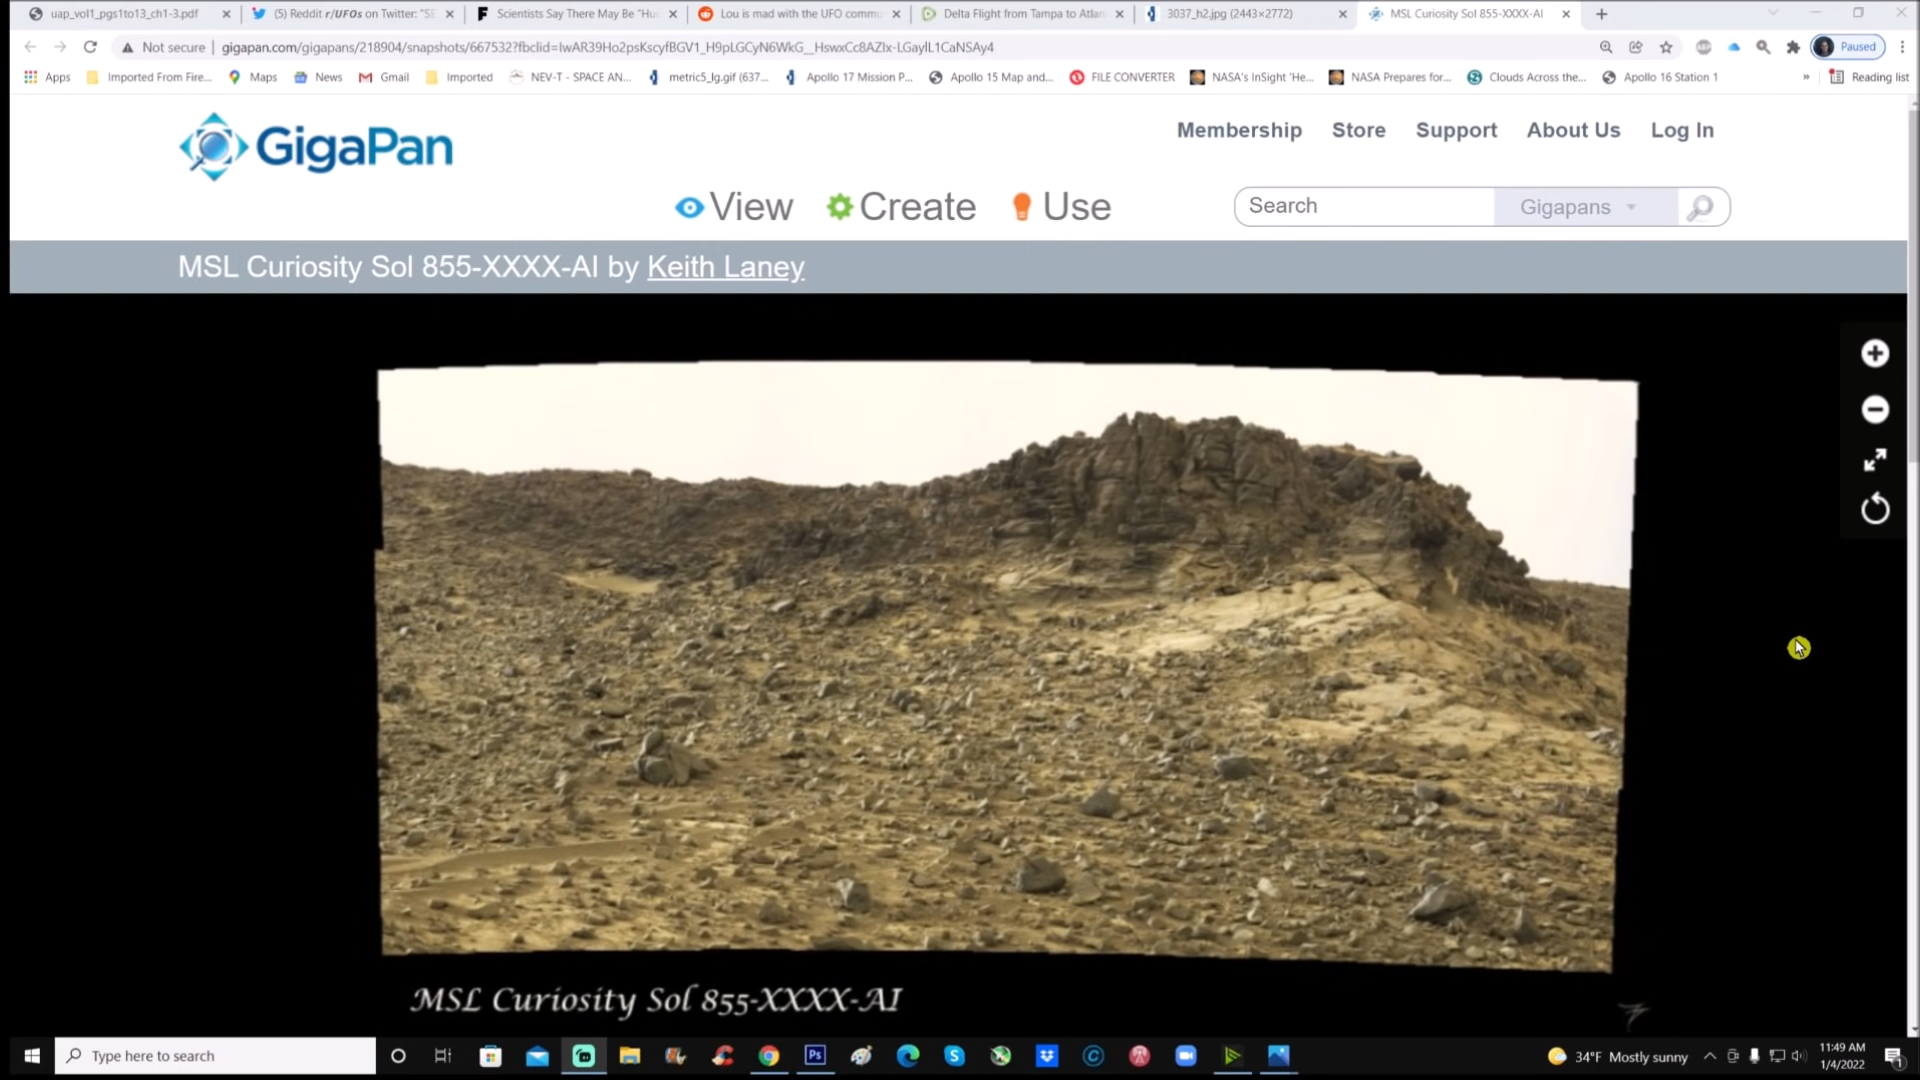 uap_vol1_pgs1to13_ch1-3.pdf
(5) Reddit r/UFOs on Twitter: "SE
Scientists Say There May Be "Hu
Lou is mad with the UFO commu
Delta Flight from Tampa to Atlan
3037_h2.jpg (2443×2772)
MSL Curiosity Sol 855-XXXX-AI
Not secure
gigapan.com/gigapans/218904/snapshots/667532?fbclid=IwAR39Ho2psKscyfBGV1_H9pLGCyN6WkG__HswxCc8AZIx-LGaylL1CaNSAy4
Paused
Apps
Imported From Fire...
Maps
News
Gmail
Imported
NEV-T - SPACE AN...
metric5_lg.gif (637...
Apollo 17 Mission P...
Apollo 15 Map and...
FILE CONVERTER
NASA's InSight 'He...
NASA Prepares for...
Clouds Across the...
Apollo 16 Station 1
»
Reading list
GigaPan
Membership
Store
Support
About Us
Log In
View
Create
Use
Search
Gigapans
MSL Curiosity Sol 855-XXXX-AI by Keith Laney
MSL Curiosity Sol 855-XXXX-AI
Type here to search
Ps
34°F Mostly sunny
11:49 AM
1/4/2022